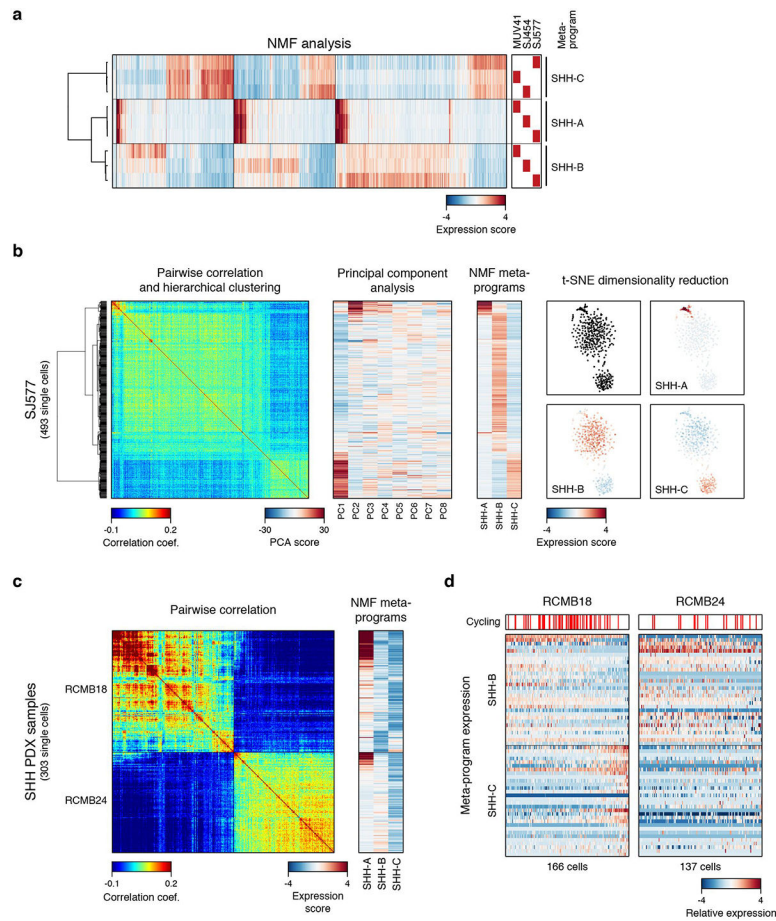 a
NMF analysis
MUV41
SJ454
SJ577
Meta-
program
SHH-C
SHH-A
SHH-B
-4
4
Expression score
b
Pairwise correlation
and hierarchical clustering
Principal component
analysis
NMF meta-
programs
t-SNE dimensionality reduction
SJ577
(493 single cells)
SHH-A
SHH-B
SHH-C
-0.1
0.2
Correlation coef.
-30
30
PCA score
PC1
PC2
PC3
PC4
PC5
PC6
PC7
PC8
SHH-A
SHH-B
SHH-C
-4
4
Expression score
c
Pairwise correlation
NMF meta-
programs
SHH PDX samples
(303 single cells)
RCMB18
RCMB24
-0.1
0.2
Correlation coef.
-4
4
Expression
score
SHH-A
SHH-B
SHH-C
d
RCMB18
RCMB24
Cycling
Meta-program expression
SHH-B
SHH-C
166 cells
137 cells
-4
4
Relative expression